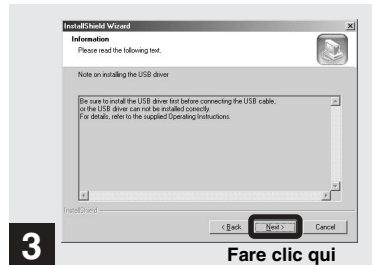 InstallShield Wizard
Information
Please read the following text.
Note on installing the USB driver
Be sure to install the USB driver first before connecting the USB cable,
or the USB driver can not be installed correctly.
For details, refer to the supplied Operating Instructions.
InstallShield
< Back
Next >
Cancel
3
Fare clic qui